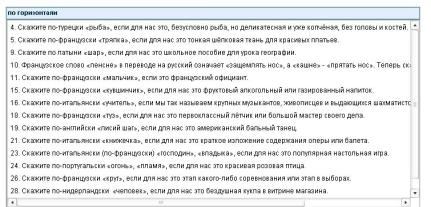 по горизонтали
4. Скажите по-турецки «рыба», если для нас это, безусловно рыба, но деликатесная и уже копчёная, без головы и костей.
5. Скажите по-французски «тряпка», если для нас это тонкая шёлковая ткань для красивых платьев.
9. Скажите по латыни «шар», если для нас это школьное пособие для урока географии.
10. Французское слово «пенсне» в переводе на русский означает «защемлять нос», а «кашне» - «прятать нос». Теперь ск
11. Скажите по-французски «мальчик», если это французский официант.
15. Скажите по-французски «кувшинчик», если для нас это фруктовый алкогольный или газированный напиток.
16. Скажите по-итальянски «учитель», если мы так называем крупных музыкантов, живописцев и выдающихся шахматистс
18. Скажите по-французски «туз», если для нас это первоклассный лётчик или большой мастер своего дела.
19. Скажите по-английски «лисий шаг», если для нас это американский бальный танец.
21. Скажите по-итальянски «книжечка», если для нас это краткое изложение содержания оперы или балета.
23. Скажите по-итальянски (по-французски) «господин», «владыка», если для нас это популярная настольная игра.
24. Скажите по-португальски «огонь», «пламя», если для нас это красивая розовая птица.
26. Скажите по-французски «круг», если для нас это этап какого-либо соревнования или этап в выборах.
28. Скажите по-нидерландски «человек», если для нас это бездушная кукла в витрине магазина.